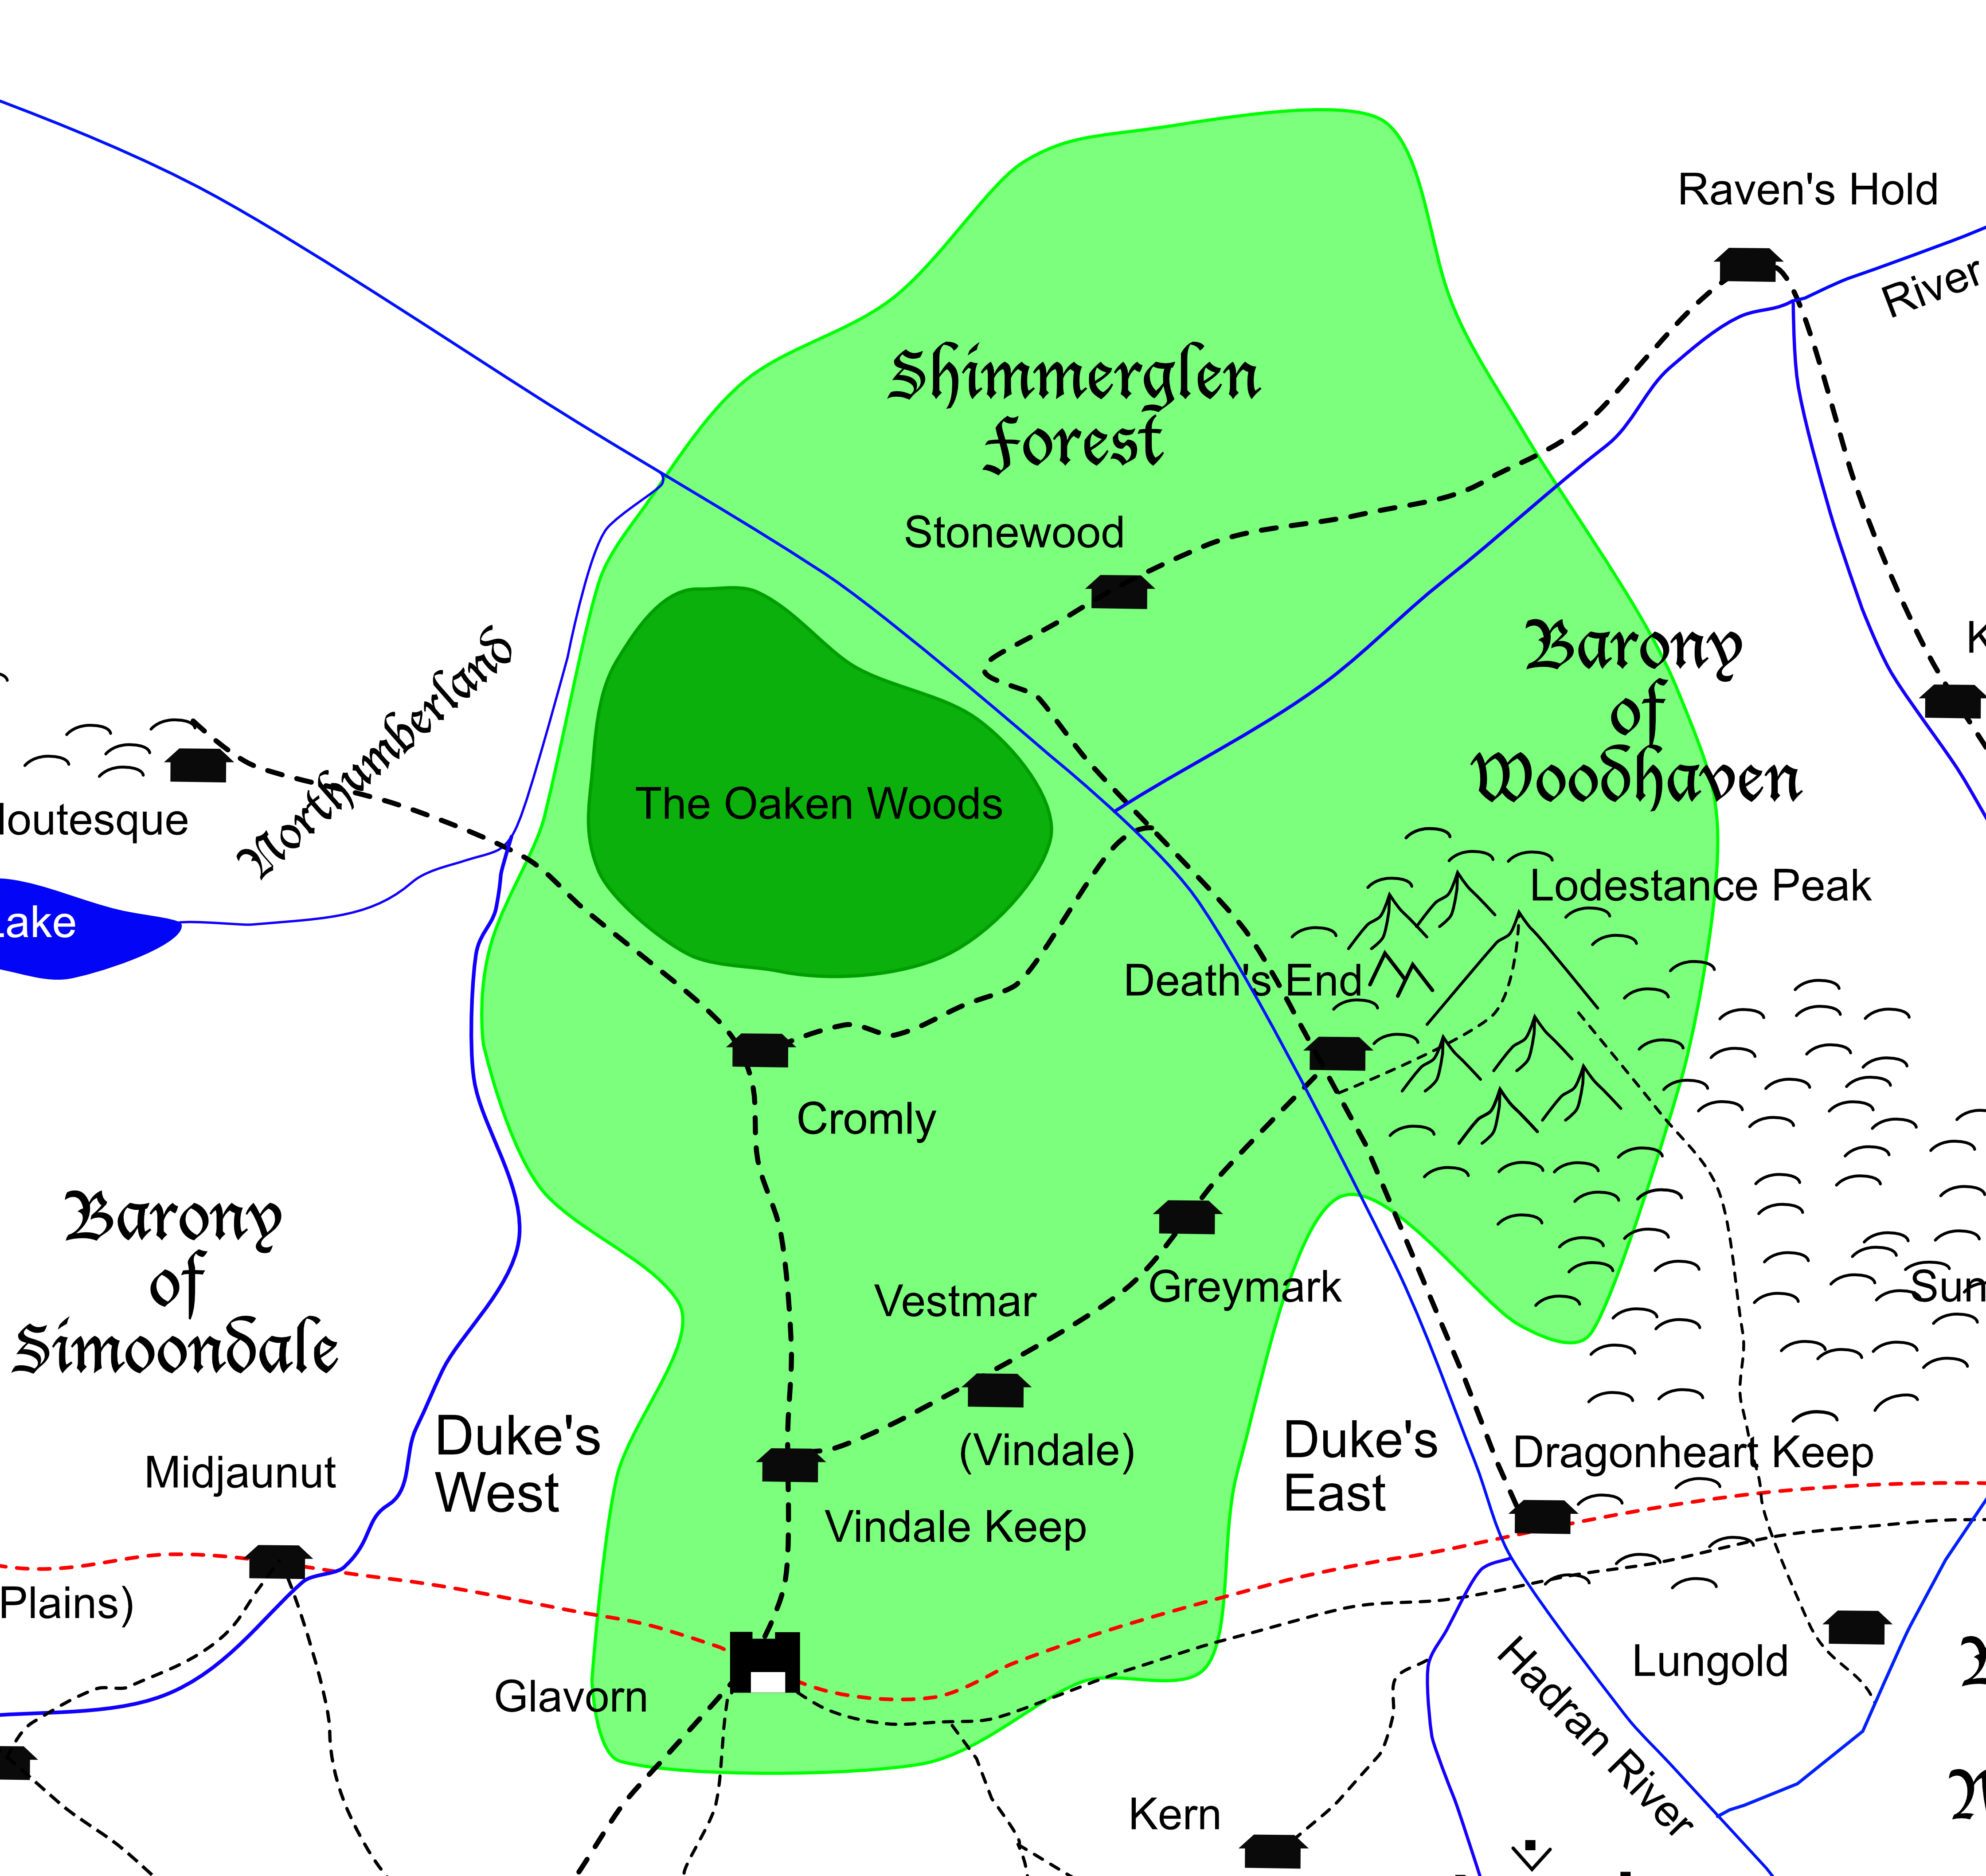 Raven's Hold
River
Shimmerglen
Forest
Stonewood
Northumberland
Barony
of
Woodhaven
The Oaken Woods
Lake
Lodestance Peak
Death's End
Cromly
Barony
of
Simoondale
Vestmar
Greymark
Duke's
West
(Vindale)
Duke's
East
Dragonheart Keep
Midjaunut
Vindale Keep
Plains)
Glavorn
Hadran River
Lungold
Kern